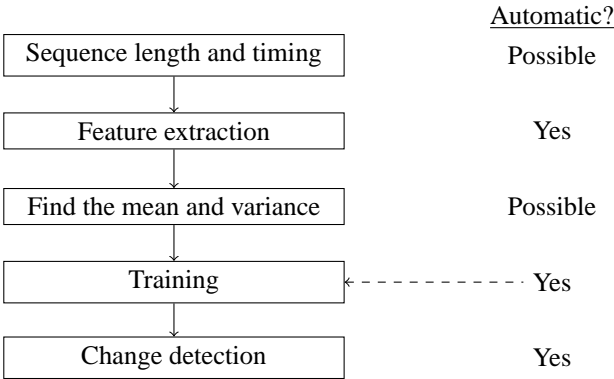 Automatic?
Sequence length and timing Possible
Feature extraction Yes
Find the mean and variance Possible
Training Yes
Change detection Yes